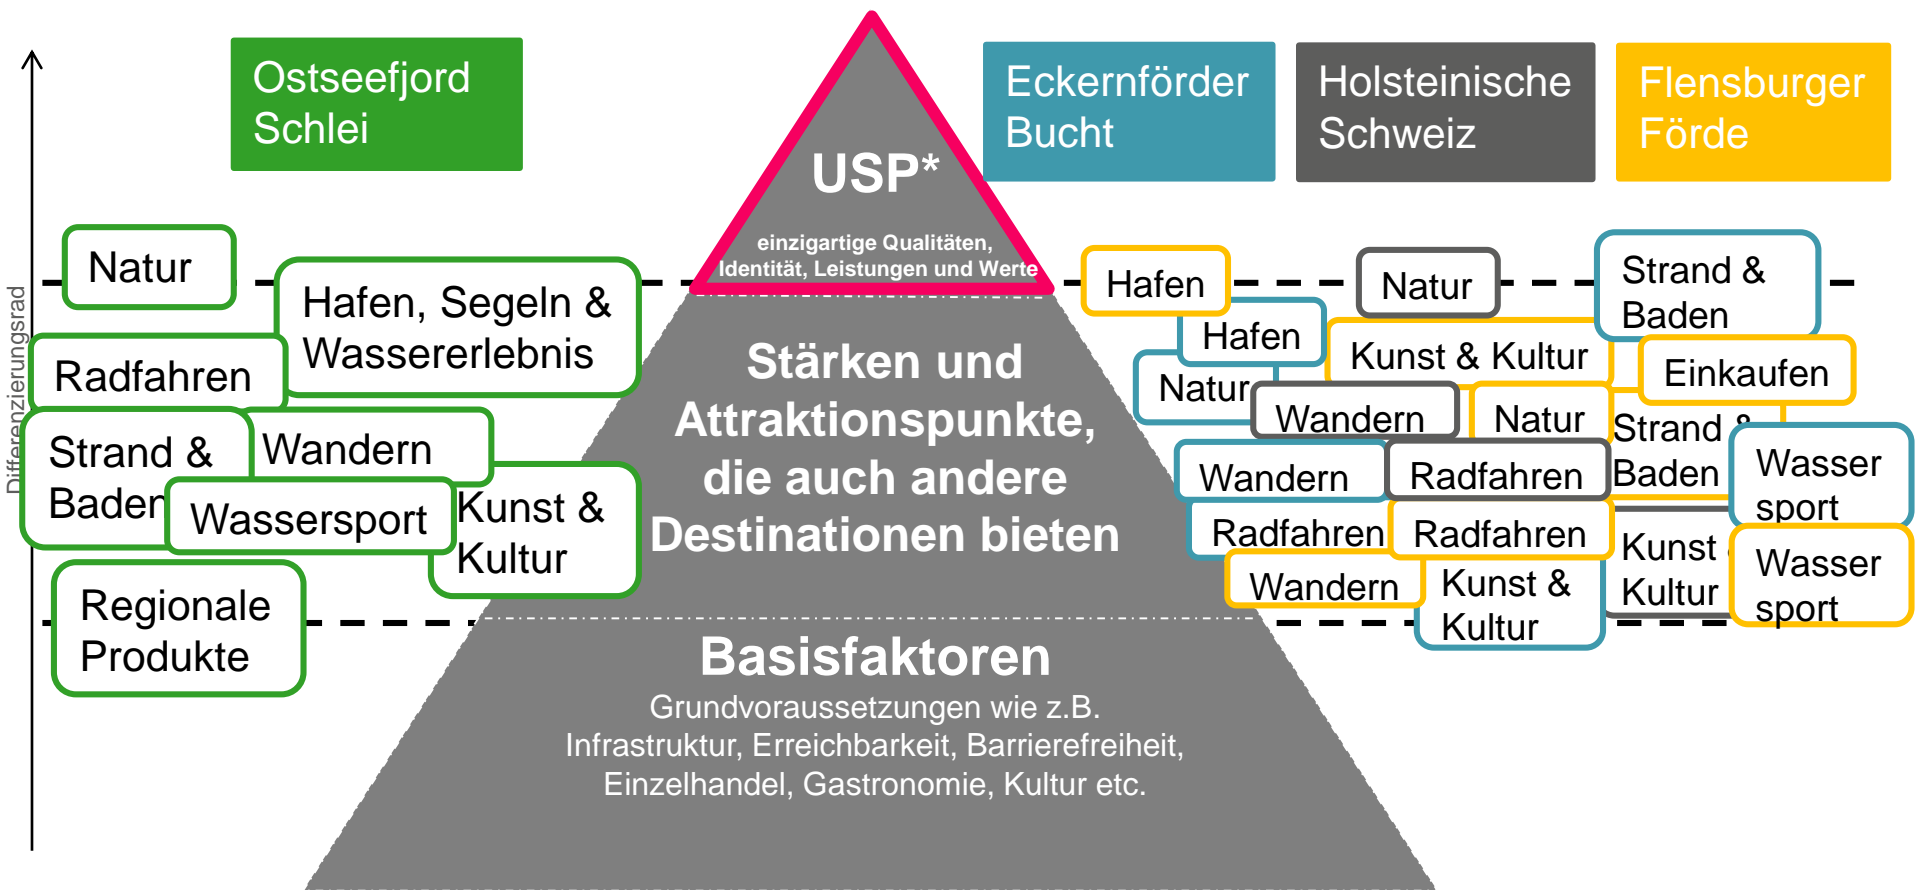 Ostseefjord
Schlei
Eckernförder
Bucht
Holsteinische
Schweiz
Flensburger
Förde
Differenzierungsrad
USP*
einzigartige Qualitäten,
Identität, Leistungen und Werte
Stärken und
Attraktionspunkte,
die auch andere
Destinationen bieten
Basisfaktoren
Grundvoraussetzungen wie z.B.
Infrastruktur, Erreichbarkeit, Barrierefreiheit,
Einzelhandel, Gastronomie, Kultur etc.
Natur
Hafen, Segeln &
Wassererlebnis
Radfahren
Strand &
Baden
Wandern
Wassersport
Kunst &
Kultur
Regionale
Produkte
Hafen
Natur
Strand &
Baden
Hafen
Kunst & Kultur
Einkaufen
Natur
Wandern
Natur
Strand &
Baden
Wandern
Radfahren
Wasser
sport
Radfahren
Radfahren
Kunst &
Kultur
Wasser
sport
Wandern
Kunst &
Kultur